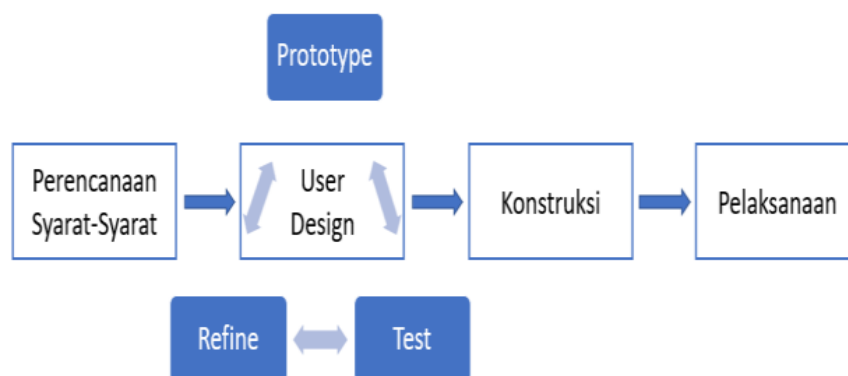 Prototype
Perencanaan
Syarat-Syarat
User
Design
Konstruksi
Pelaksanaan
Refine
Test